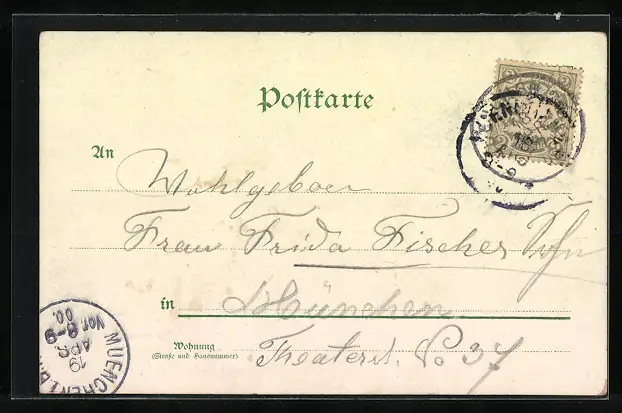 Postkarte
An
Wohlgeboren
Frau Frida Fischer
in München
Wohnung
(Straße und Hausnummer)
Theaterst. No 37
MUENCHEN
19
APR
Vor. 8-9
00.